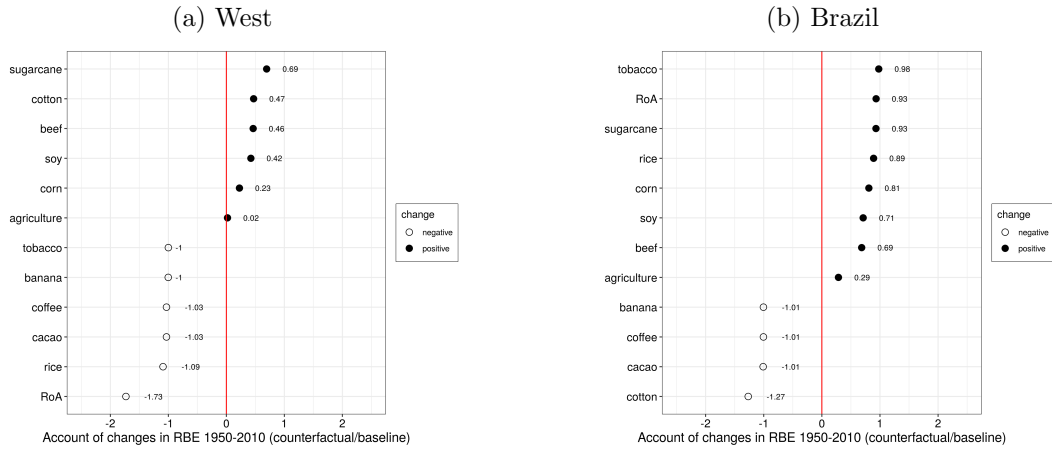 (a) West
sugarcane 0.69
cotton 0.47
beef 0.46
soy 0.42
corn 0.23
agriculture 0.02
tobacco -1
banana -1
coffee -1.03
cacao -1.03
rice -1.09
RoA -1.73
-2 -1 0 1 2
Account of changes in RBE 1950-2010 (counterfactual/baseline)
change
negative
positive
(b) Brazil
tobacco 0.98
RoA 0.93
sugarcane 0.93
rice 0.89
corn 0.81
soy 0.71
beef 0.69
agriculture 0.29
banana -1.01
coffee -1.01
cacao -1.01
cotton -1.27
-2 -1 0 1 2
Account of changes in RBE 1950-2010 (counterfactual/baseline)
change
negative
positive